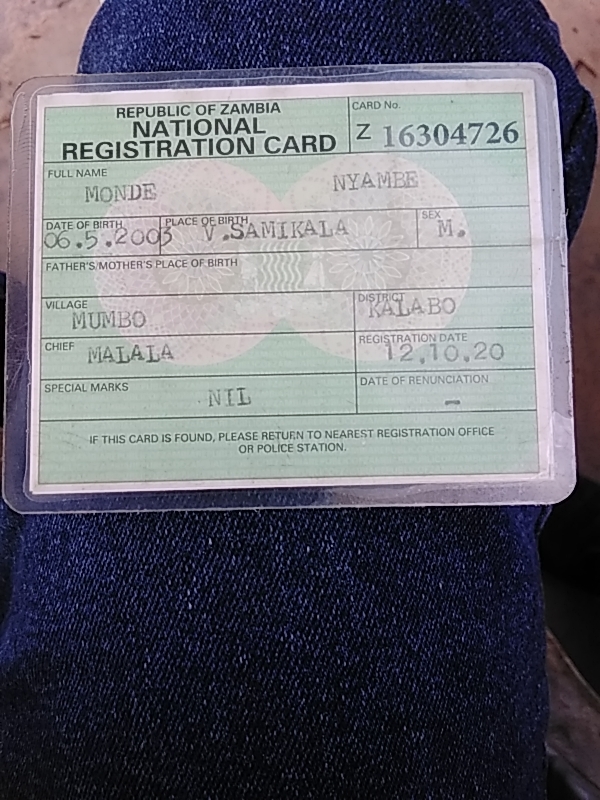 REPUBLIC OF ZAMBIA
NATIONAL
REGISTRATION CARD
CARD No.
Z 16304726
FULL NAME
MONDE NYAMBE
DATE OF BIRTH
06.5.2003
PLACE OF BIRTH
V.SAMIKALA
SEX
M.
FATHER'S/MOTHER'S PLACE OF BIRTH
VILLAGE
MUMBO
DISTRICT
KALABO
CHIEF
MALALA
REGISTRATION DATE
12.10.20
SPECIAL MARKS
NIL
DATE OF RENUNCIATION
–
IF THIS CARD IS FOUND, PLEASE RETURN TO NEAREST REGISTRATION OFFICE
OR POLICE STATION.